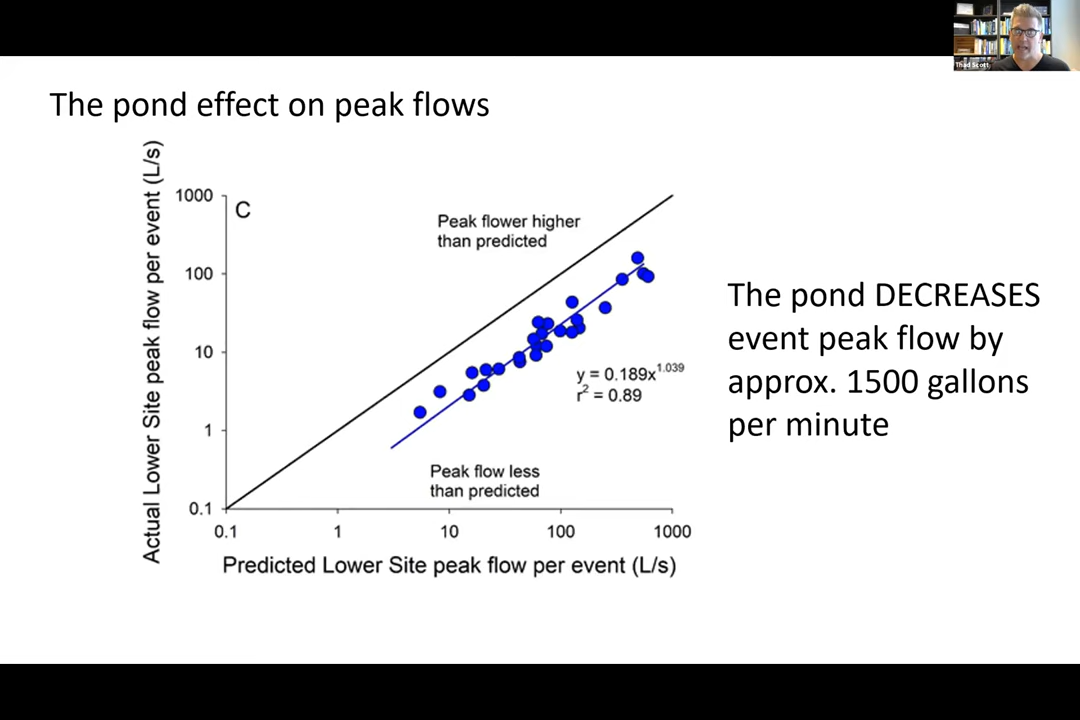 Thad Scott
The pond effect on peak flows
Actual Lower Site peak flow per event (L/s)
1000
100
10
1
0.1
C
Peak flower higher
than predicted
y = 0.189x^1.039
r² = 0.89
Peak flow less
than predicted
0.1 1 10 100 1000
Predicted Lower Site peak flow per event (L/s)
The pond DECREASES
event peak flow by
approx. 1500 gallons
per minute